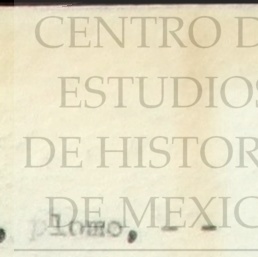 CENTRO D
ESTUDIOS
DE HISTOR
DE MEXIC
, plomo, - -